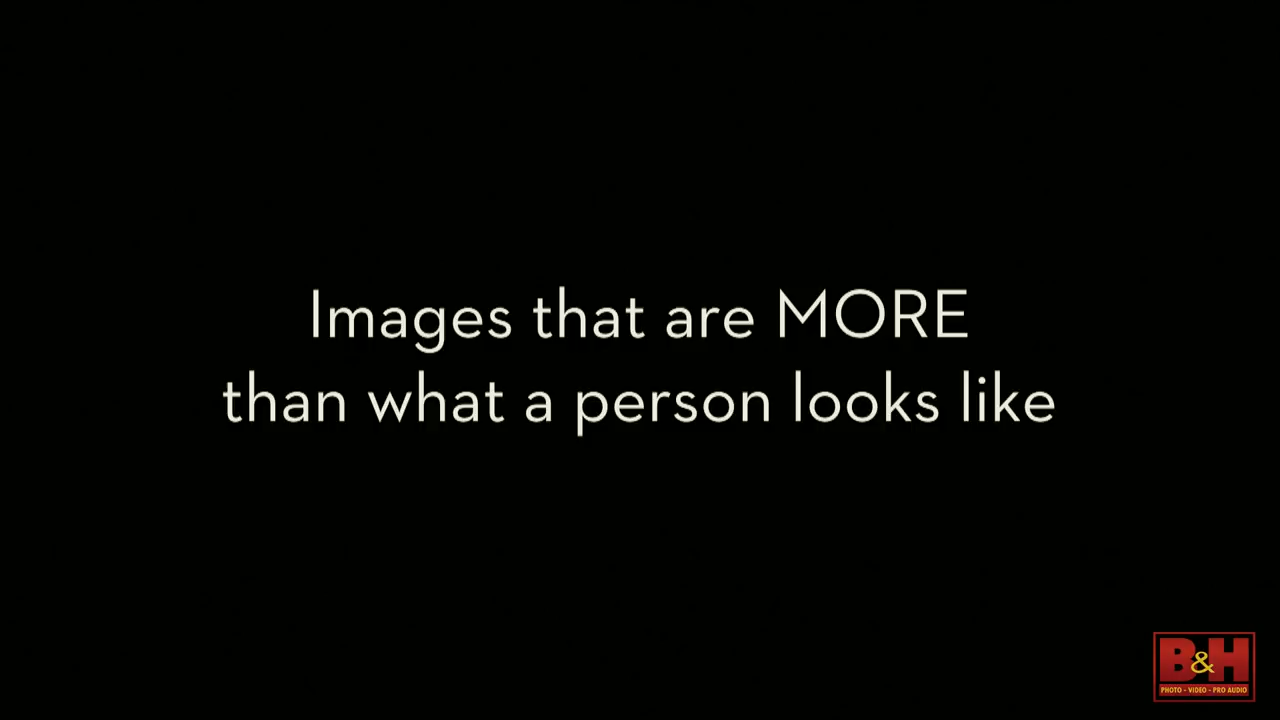 Images that are MORE
than what a person looks like
B&H
PHOTO - VIDEO - PRO AUDIO